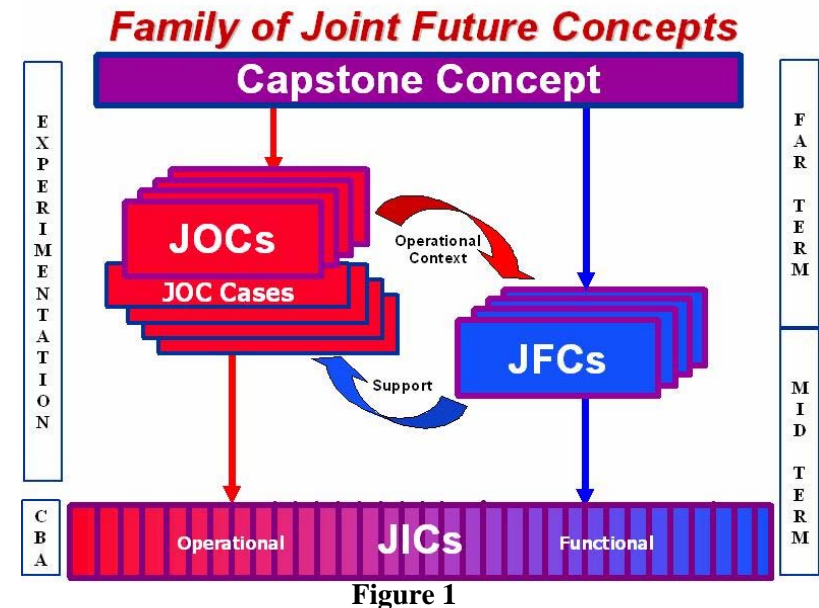 Family of Joint Future Concepts
Capstone Concept
EXPERIMENTATION
FAR TERM
JOCs
Operational
Context
JOC Cases
JFCs
Support
MID TERM
CBA
Operational
JICs
Functional
Figure 1